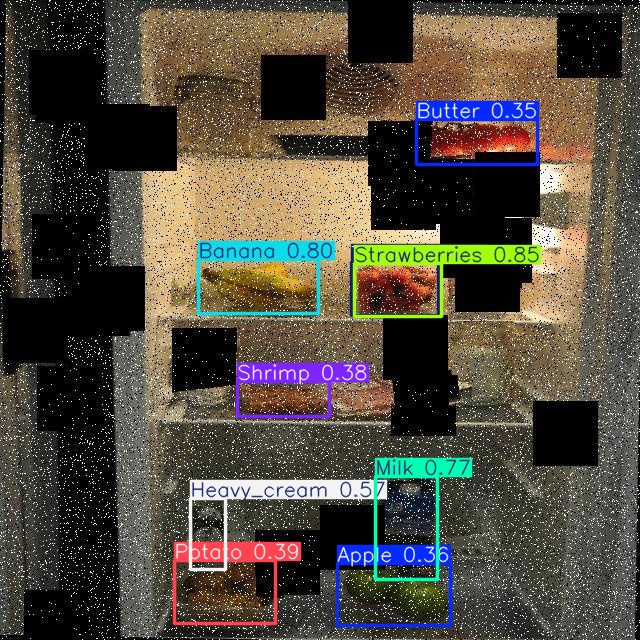 Butter 0.35
Banana 0.80
Strawberries 0.85
Shrimp 0.38
Milk 0.77
Heavy_cream 0.57
Potato 0.39
Apple 0.36